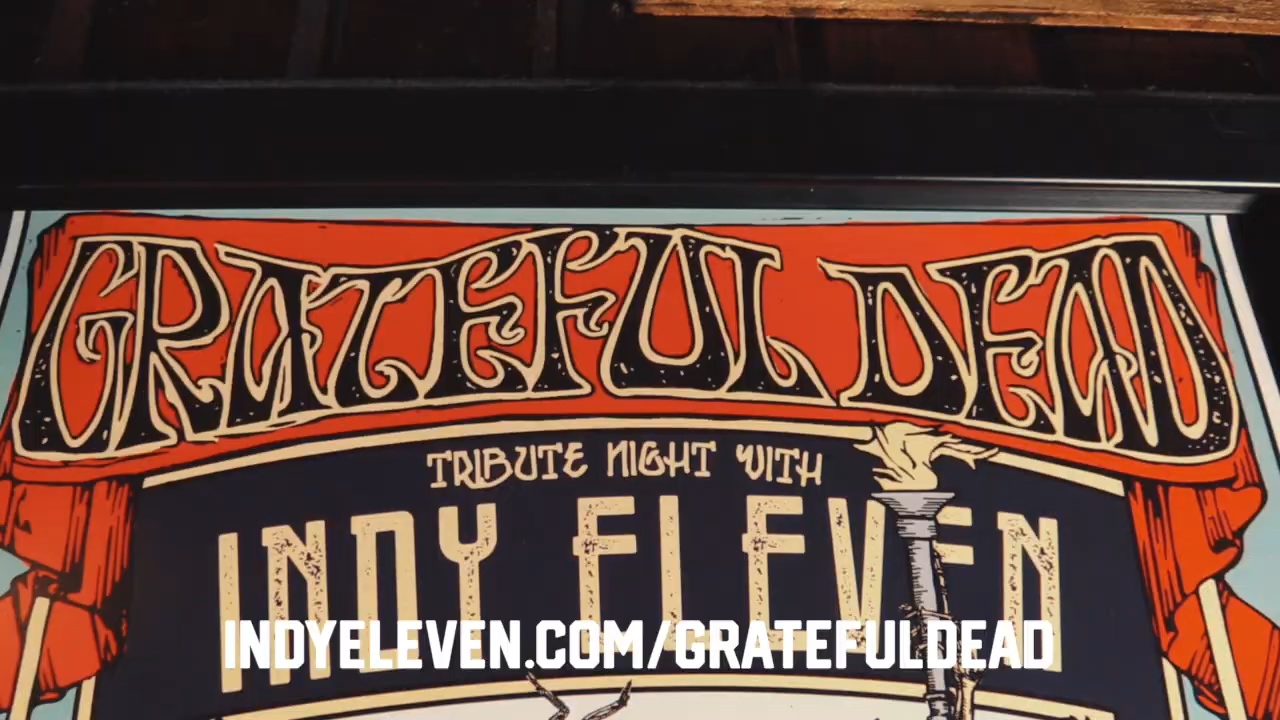 GRATEFUL DEAD
TRIBUTE NIGHT WITH
INDY ELEVEN
INDYELEVEN.COM/GRATEFULDEAD